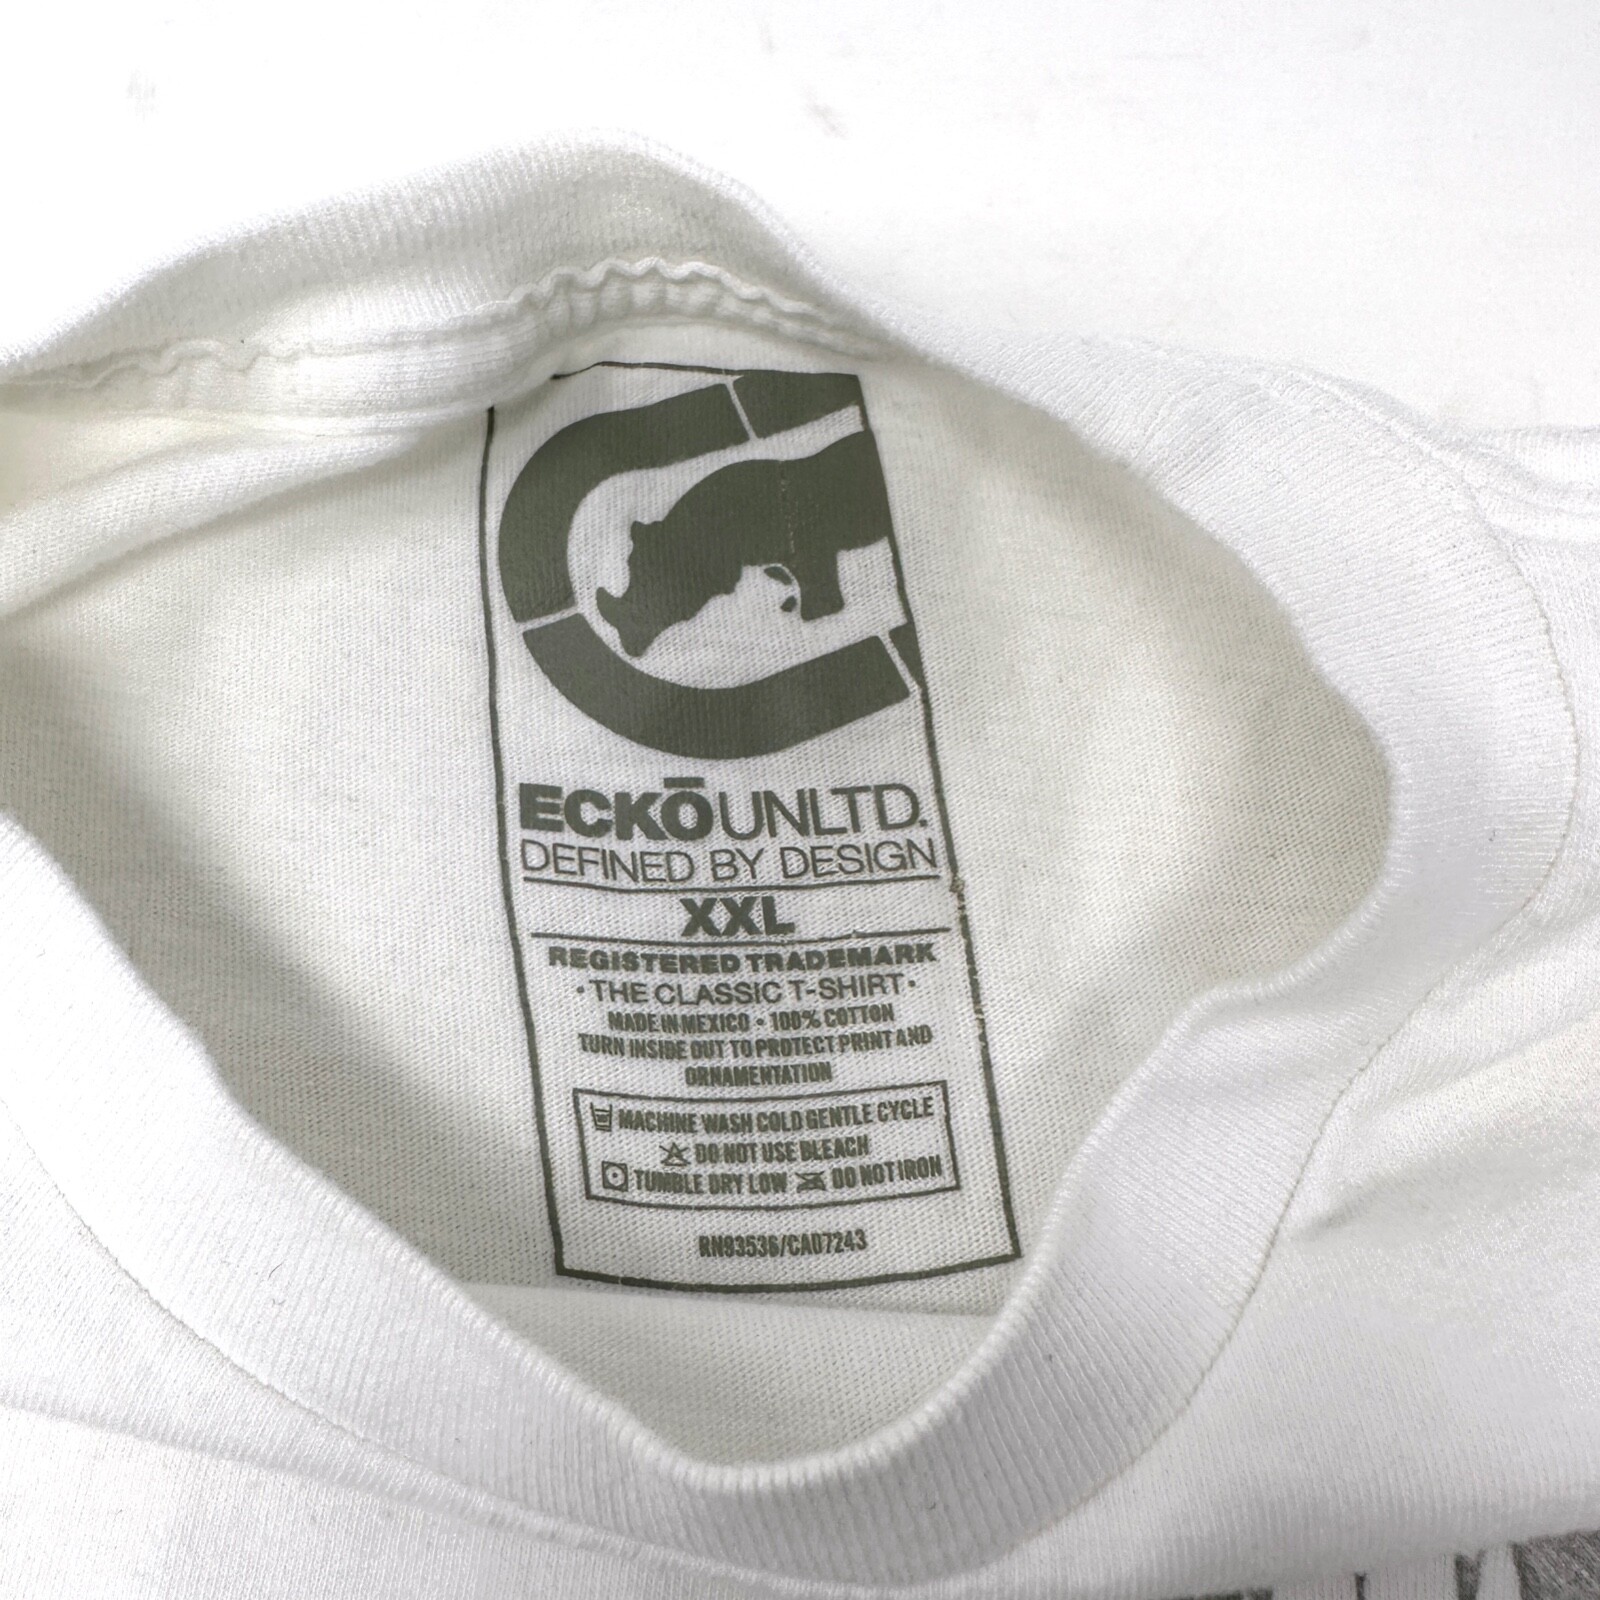 ECKŌ UNLTD.
DEFINED BY DESIGN
XXL
REGISTERED TRADEMARK
• THE CLASSIC T-SHIRT •
MADE IN MEXICO • 100% COTTON
TURN INSIDE OUT TO PROTECT PRINT AND
ORNAMENTATION
MACHINE WASH COLD GENTLE CYCLE
DO NOT USE BLEACH
TUMBLE DRY LOW DO NOT IRON
RN93536/CA07243